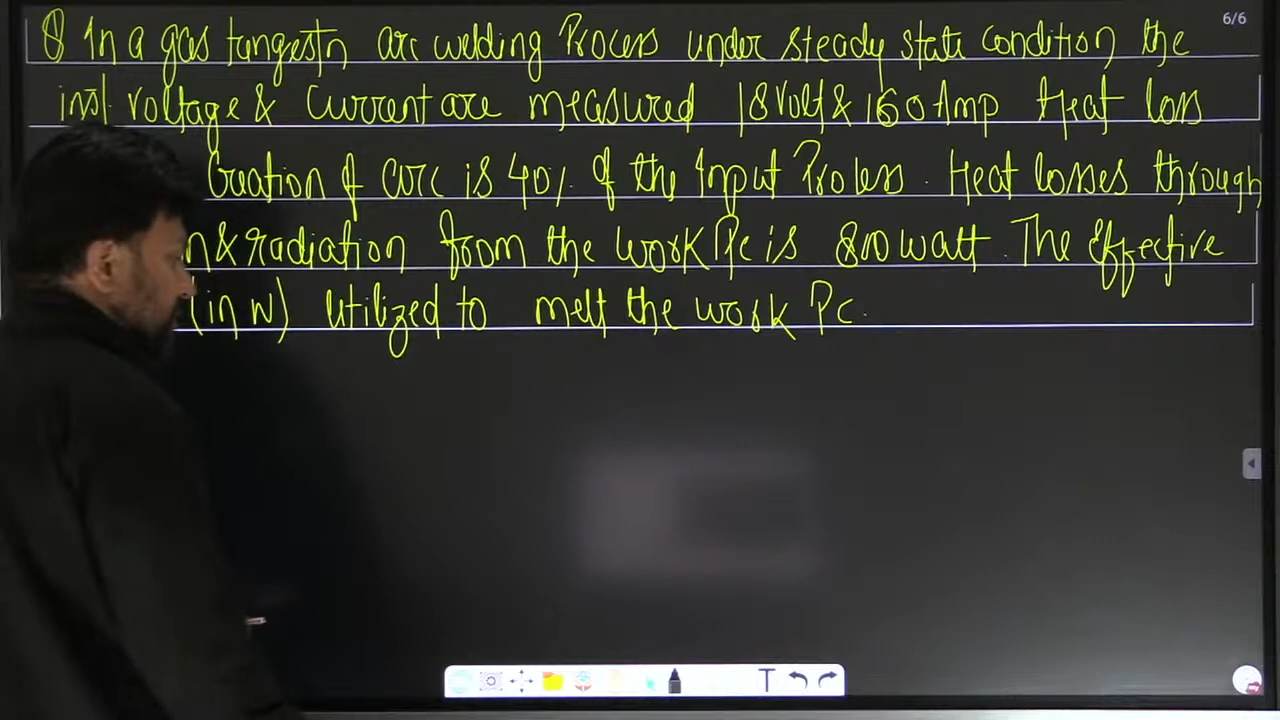 6/6
Q In a gas tungestn arc welding Process under steady state condition the
inst voltage & Current are measured 18 volt & 160 Amp Heat loss
of arc is 40% of the Input Process. Heat losses through
n & radiation from the work Pc is 800 watt. The effective
(in W) Utilized to melt the work Pc.
T